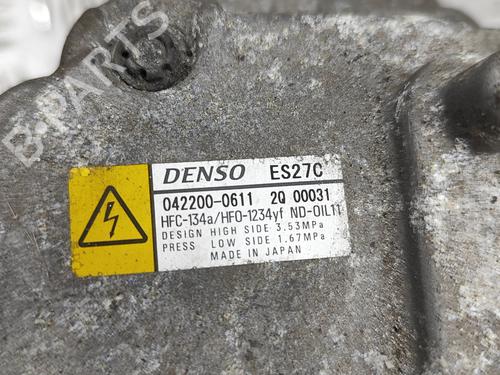 B-PARTS
DENSO ES27C
042200-0611 2Q 00031
HFC-134a/HFO-1234yf ND-OIL11
DESIGN HIGH SIDE 3.53MPa
PRESS LOW SIDE 1.67MPa
MADE IN JAPAN